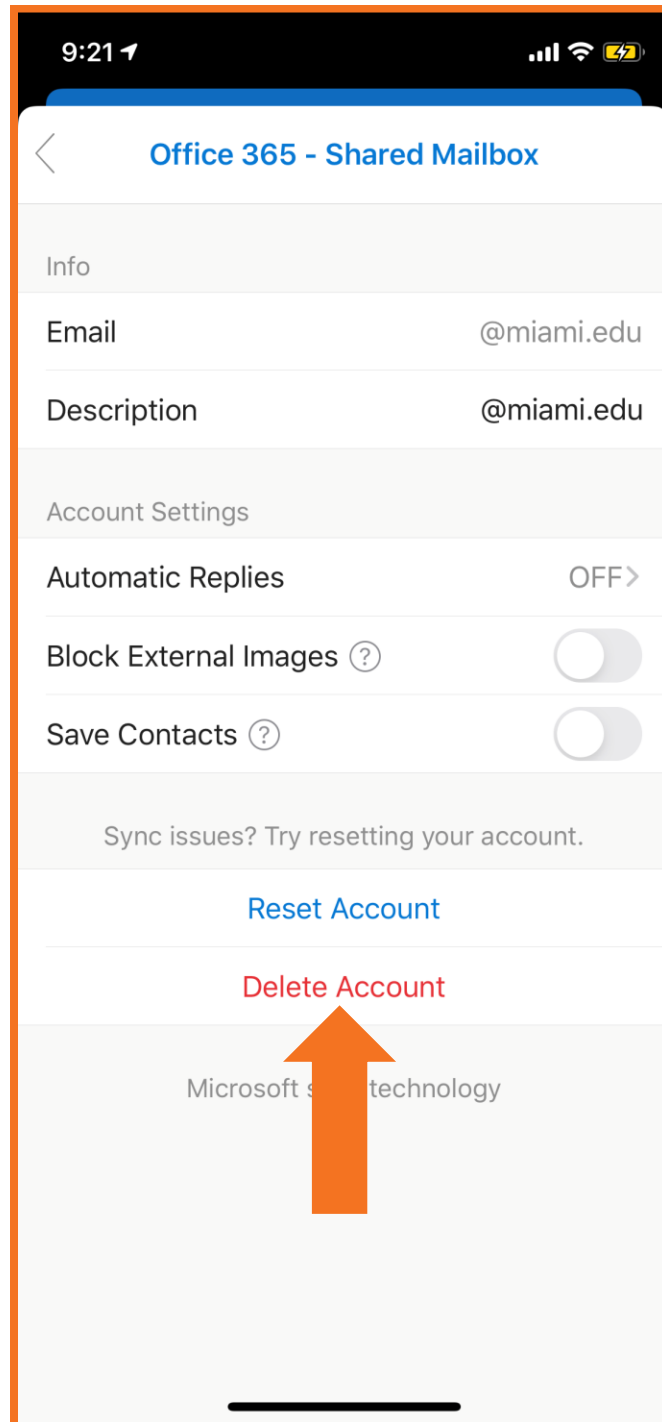 9:21
Office 365 - Shared Mailbox
Info
Email @miami.edu
Description @miami.edu
Account Settings
Automatic Replies OFF
Block External Images ?
Save Contacts ?
Sync issues? Try resetting your account.
Reset Account
Delete Account
Microsoft technology